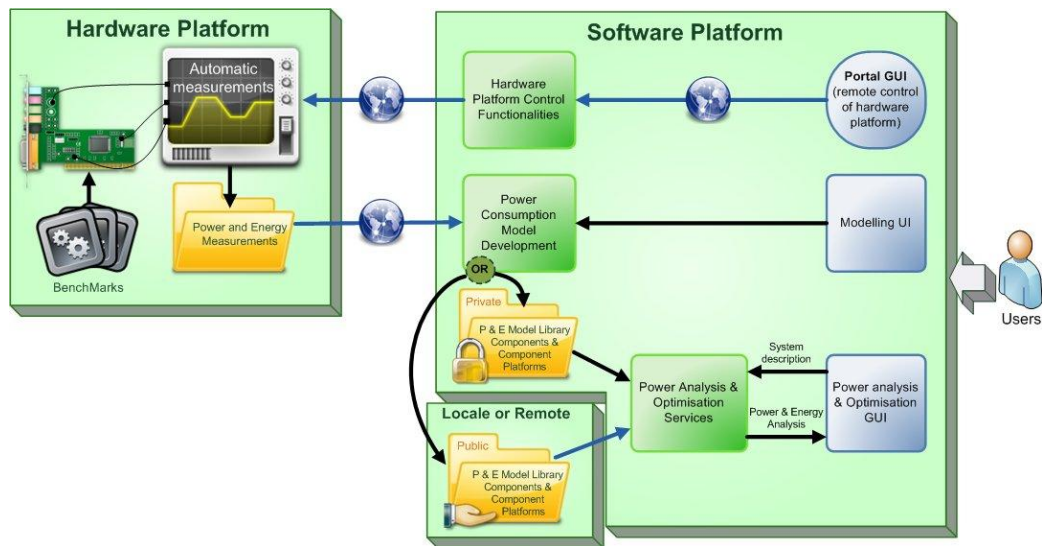 Hardware Platform
Automatic
measurements
Power and Energy
Measurements
BenchMarks
Software Platform
Hardware
Platform Control
Functionalities
Portal GUI
(remote control
of hardware
platform)
Power
Consumption
Model
Development
Modelling UI
OR
Private
P & E Model Library
Components &
Component
Platforms
Power Analysis &
Optimisation
Services
System
description
Power & Energy
Analysis
Power analysis
& Optimisation
GUI
Users
Locale or Remote
Public
P & E Model Library
Components &
Component
Platforms